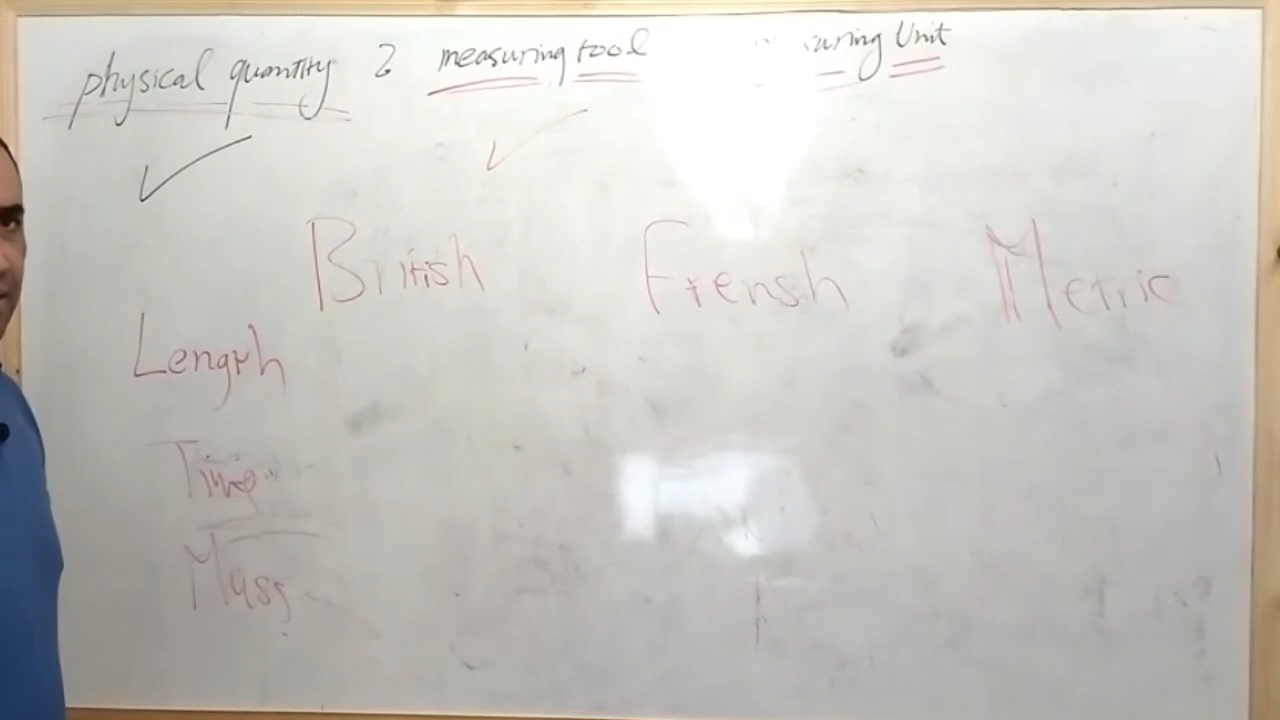 physical quantity 2 measuring tool Unit
British Frensh Metric
Length
Time
Mass